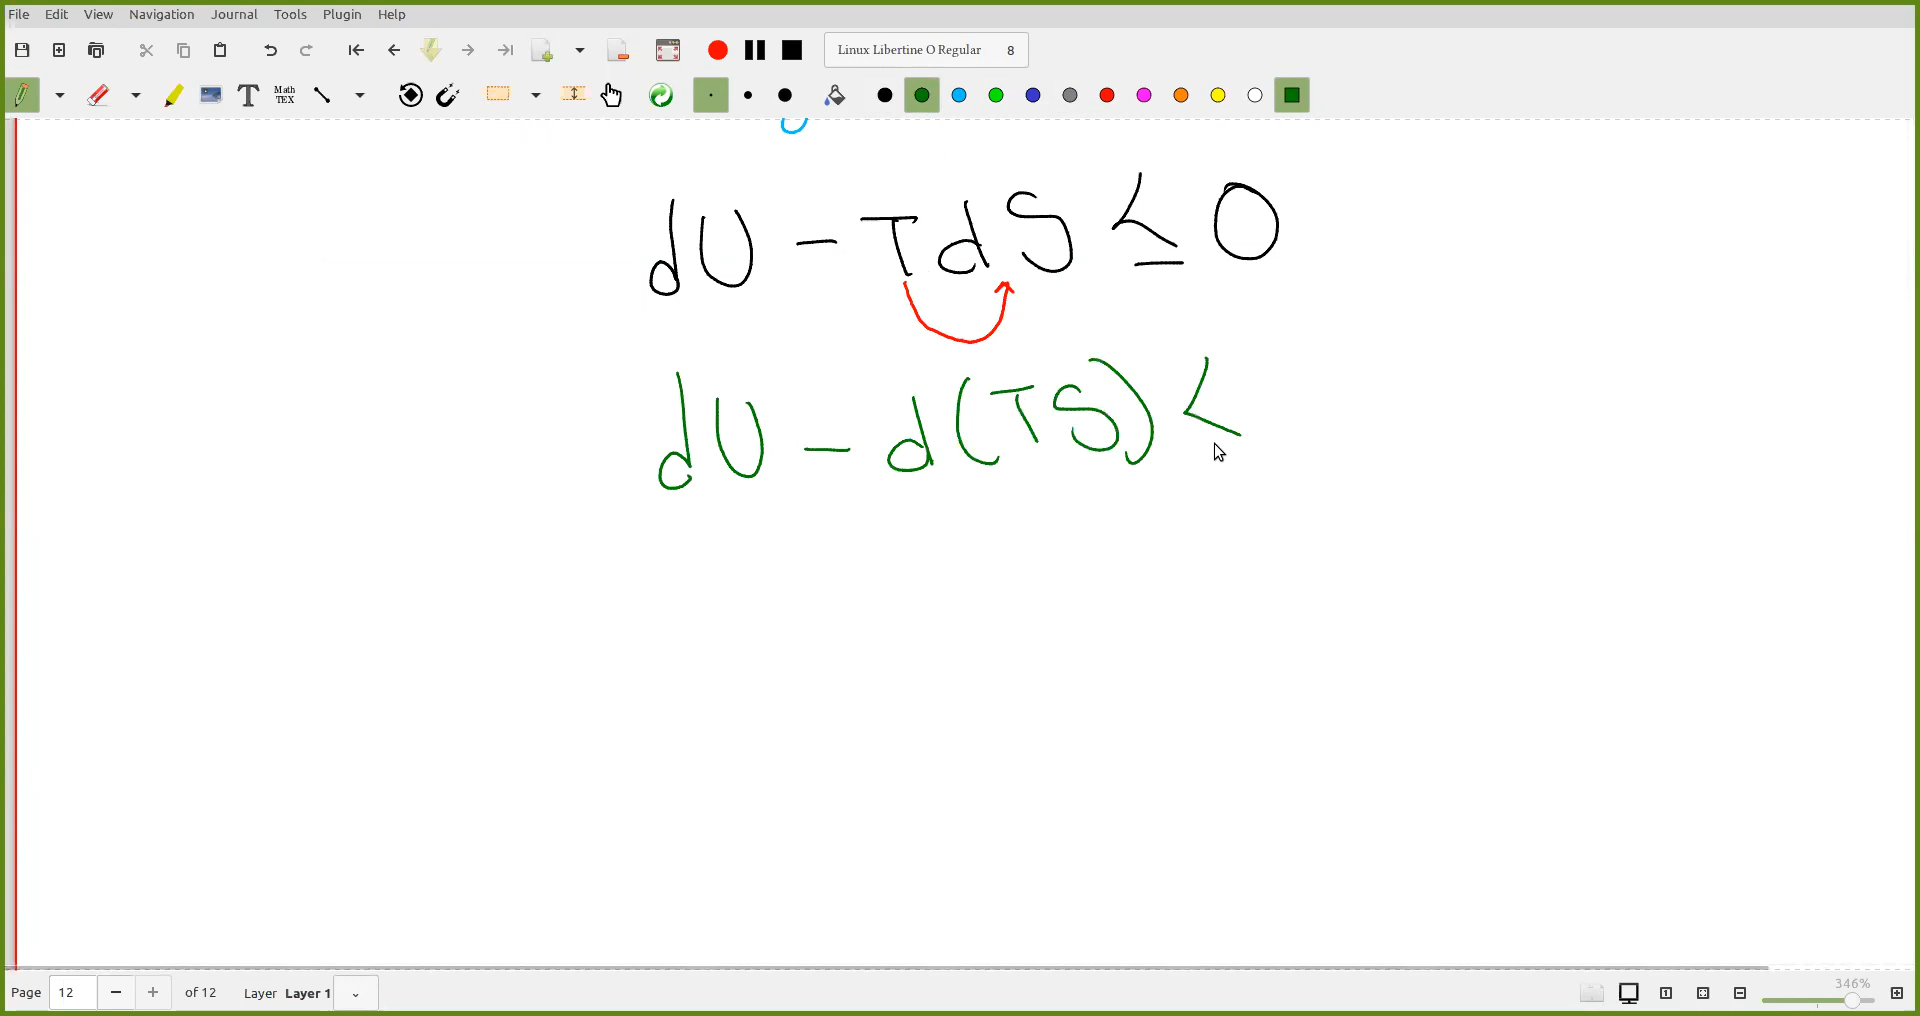 File Edit View Navigation Journal Tools Plugin Help
Linux Libertine O Regular 8
T Math TEX
dU - TdS ≤ 0
dU - d(TS) <
Page 12 of 12 Layer Layer 1 346%